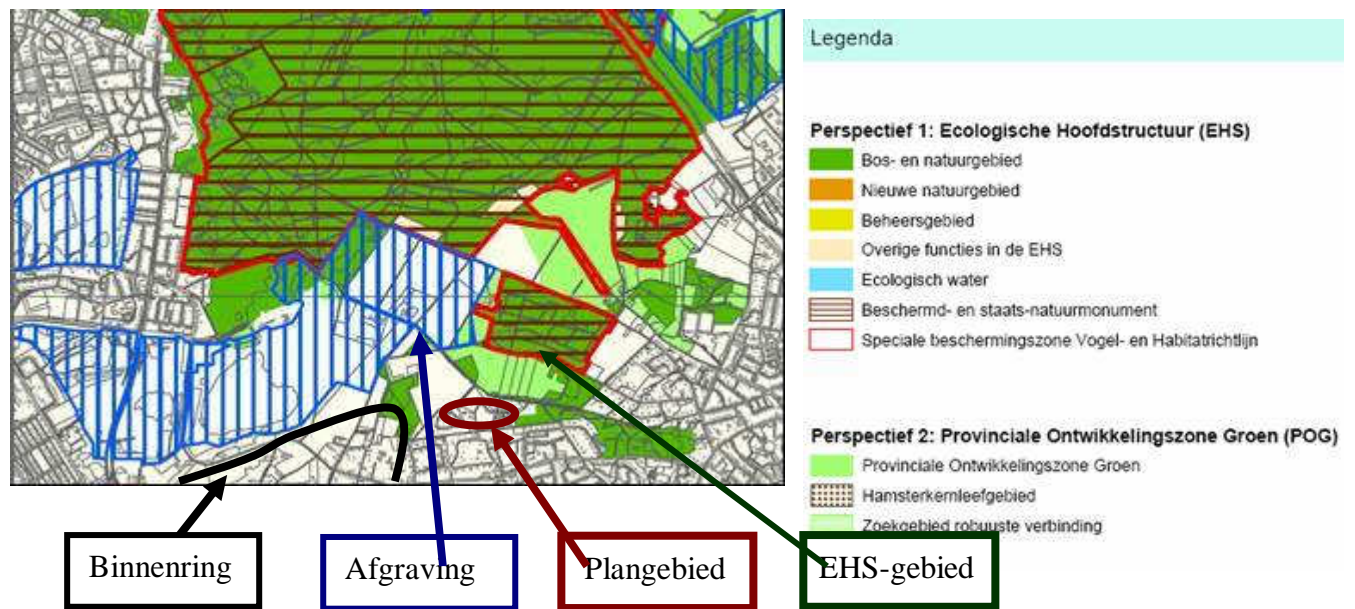 Legenda
Perspectief 1: Ecologische Hoofdstructuur (EHS)
Bos- en natuurgebied
Nieuwe natuurgebied
Beheersgebied
Overige functies in de EHS
Ecologisch water
Beschermd- en staats-natuurmonument
Speciale beschermingszone Vogel- en Habitatrichtlijn
Perspectief 2: Provinciale Ontwikkelingszone Groen (POG)
Provinciale Ontwikkelingszone Groen
Hamsterkernleefgebied
Zoekgebied robuuste verbinding
Binnenring
Afgraving
Plangebied
EHS-gebied